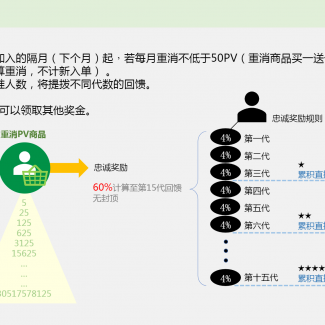 加入的隔月（下个月）起，若每月重消不低于50PV（重消商品买一送
算重消，不计新入单）。
准人数，将提拨不同代数的回馈。
可以领取其他奖金。
重消PV商品
5
25
125
625
3125
15625
...
...
30517578125
忠诚奖励
60%计算至第15代回馈
无封顶
忠诚奖励规则
4% 第一代
4% 第二代
4% 第三代
★
累积直
4% 第四代
4% 第五代
4% 第六代
★★
累积直
4% 第十五代
★★★★
累积直